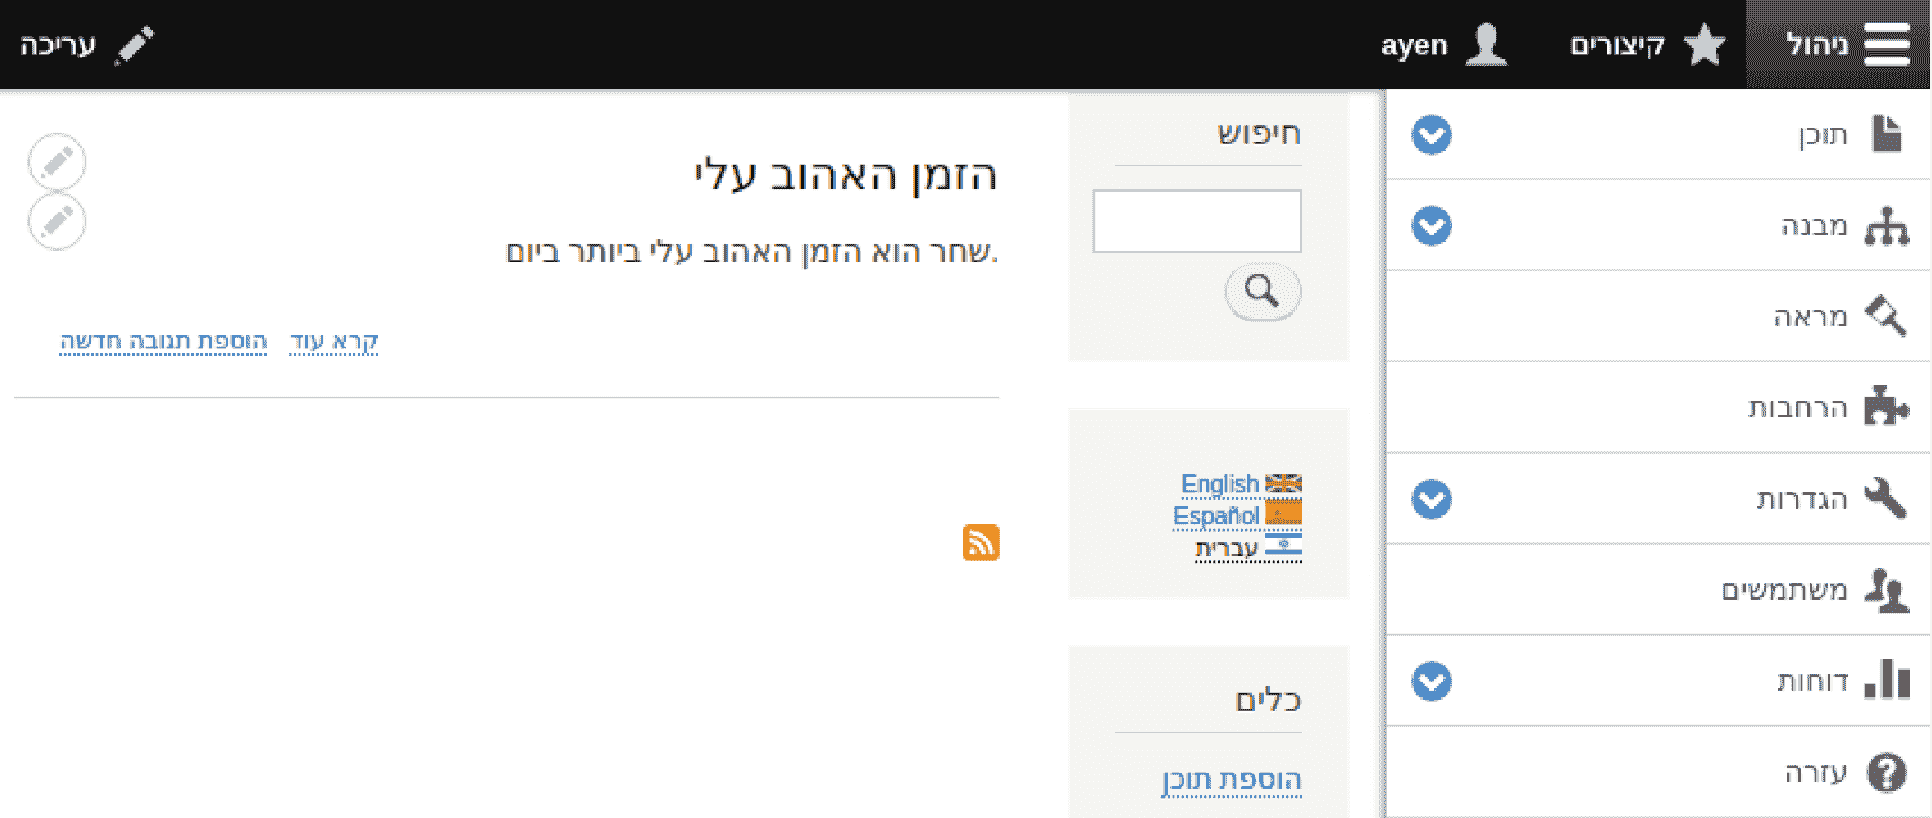 ניהול
קיצורים
ayen
עריכה
תוכן
מבנה
מראה
הרחבות
הגדרות
משתמשים
דוחות
עזרה
חיפוש
English
Español
עברית
כלים
הוספת תוכן
הזמן האהוב עלי
שחר הוא הזמן האהוב עלי ביותר ביום.
קרא עוד הוספת תגובה חדשה